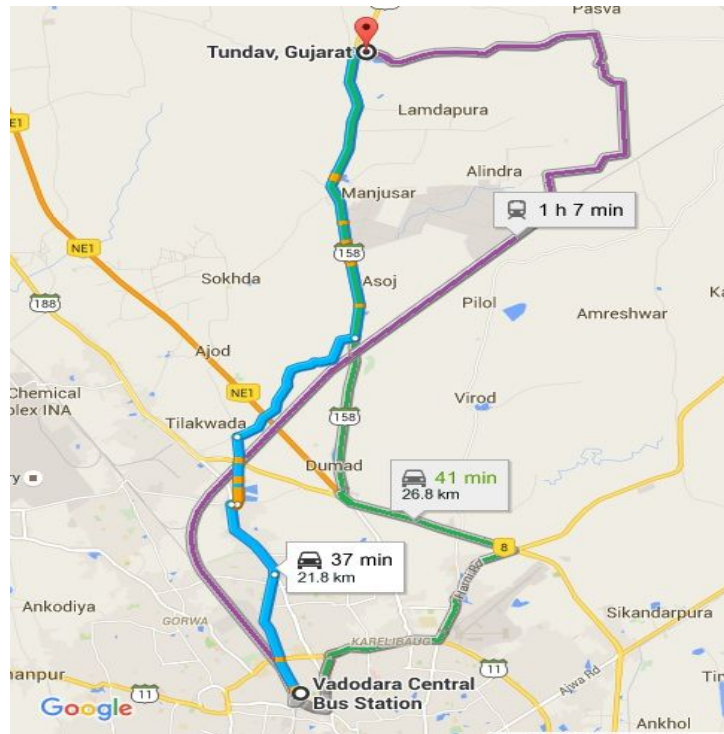 Pasva
Tundav, Gujarat
Lamdapura
NE1
Alindra
Manjusar
1 h 7 min
NE1
158
Sokhda
Asoj
188
Pilol
Amreshwar
Ajod
Chemical
plex INA
NE1
Virod
Tilakwada
158
Dumad
41 min
26.8 km
8
37 min
21.8 km
Harni Rd
Ankodiya
GORWA
Sikandarpura
KARELIBAUG
11
anpur
11
Ajwa Rd
Vadodara Central
Bus Station
Google
Ankhol